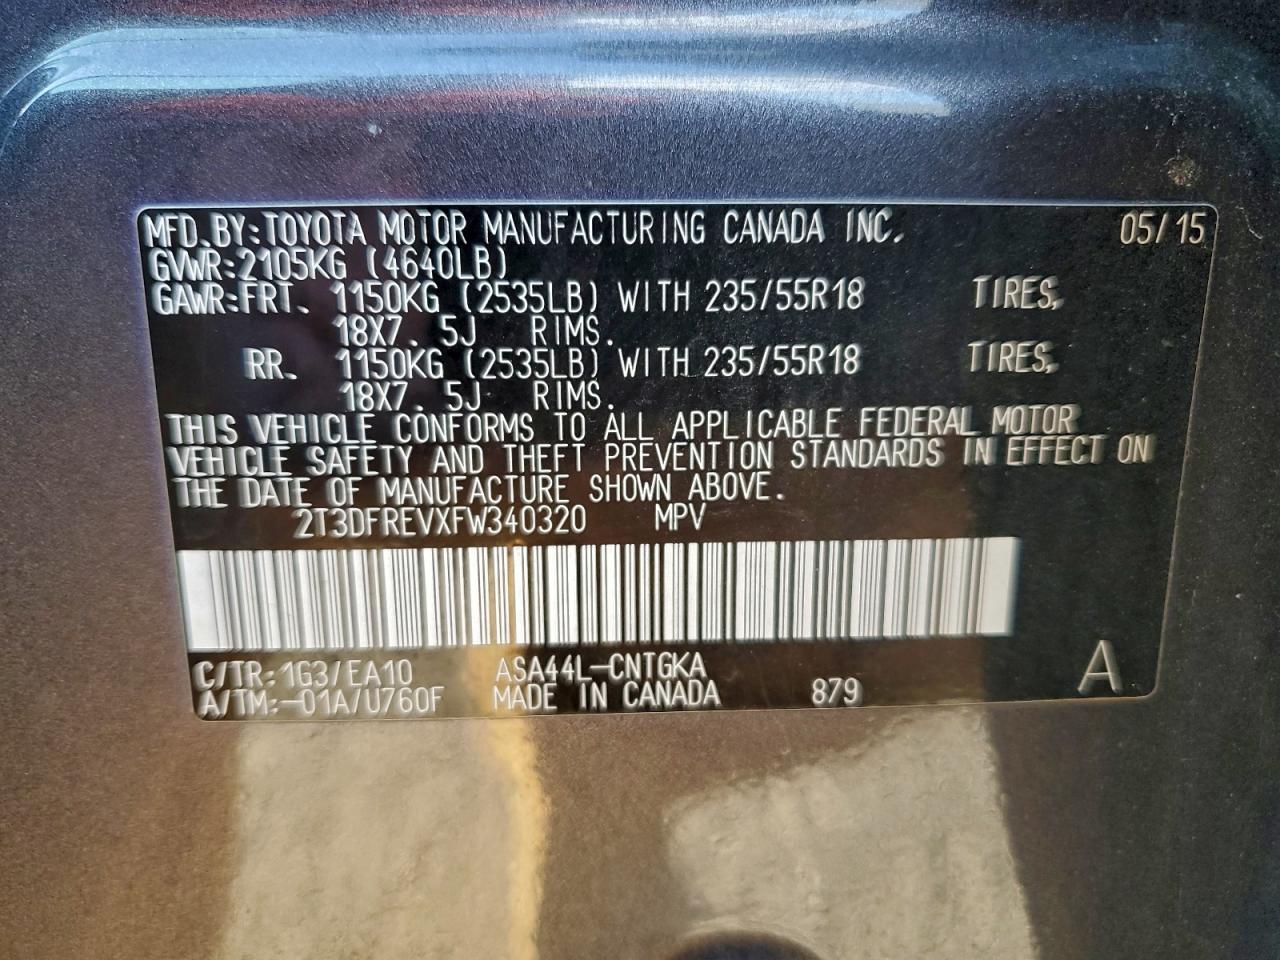 MFD. BY: TOYOTA MOTOR MANUFACTURING CANADA INC. 05/15
GVWR: 2105KG (4640LB)
GAWR: FRT. 1150KG (2535LB) WITH 235/55R18 TIRES,
18X7. 5J RIMS.
RR. 1150KG (2535LB) WITH 235/55R18 TIRES,
18X7. 5J RIMS.
THIS VEHICLE CONFORMS TO ALL APPLICABLE FEDERAL MOTOR
VEHICLE SAFETY AND THEFT PREVENTION STANDARDS IN EFFECT ON
THE DATE OF MANUFACTURE SHOWN ABOVE.
2T3DFREVXFW340320 MPV
C/TR: 1G3/EA10 ASA44L-CNTGKA A
A/TM: -01A/U760F MADE IN CANADA 879